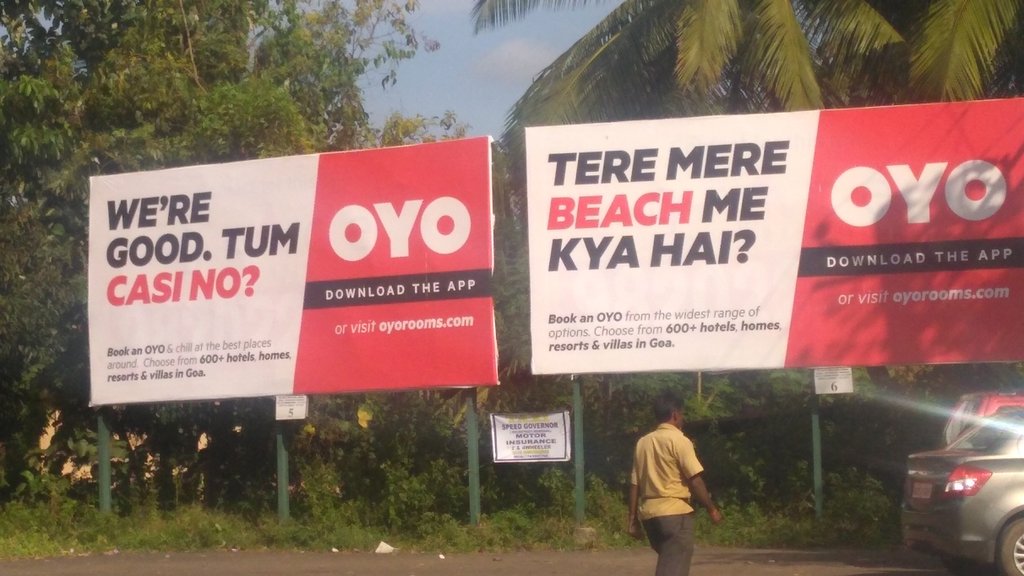 WE'RE
GOOD. TUM
CASI NO?
Book an OYO & chill at the best places
around. Choose from 600+ hotels, homes,
resorts & villas in Goa.
OYO
DOWNLOAD THE APP
or visit oyorooms.com
5
TERE MERE
BEACH ME
KYA HAI?
Book an OYO from the widest range of
options. Choose from 600+ hotels, homes,
resorts & villas in Goa.
OYO
DOWNLOAD THE APP
or visit oyorooms.com
6
SPEED GOVERNOR
MOTOR
INSURANCE